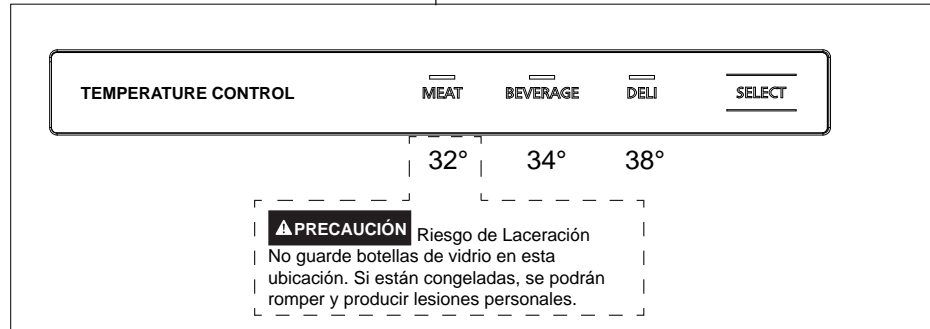 TEMPERATURE CONTROL MEAT BEVERAGE DELI SELECT
32° 34° 38°
PRECAUCIÓN Riesgo de Laceración
No guarde botellas de vidrio en esta
ubicación. Si están congeladas, se podrán
romper y producir lesiones personales.